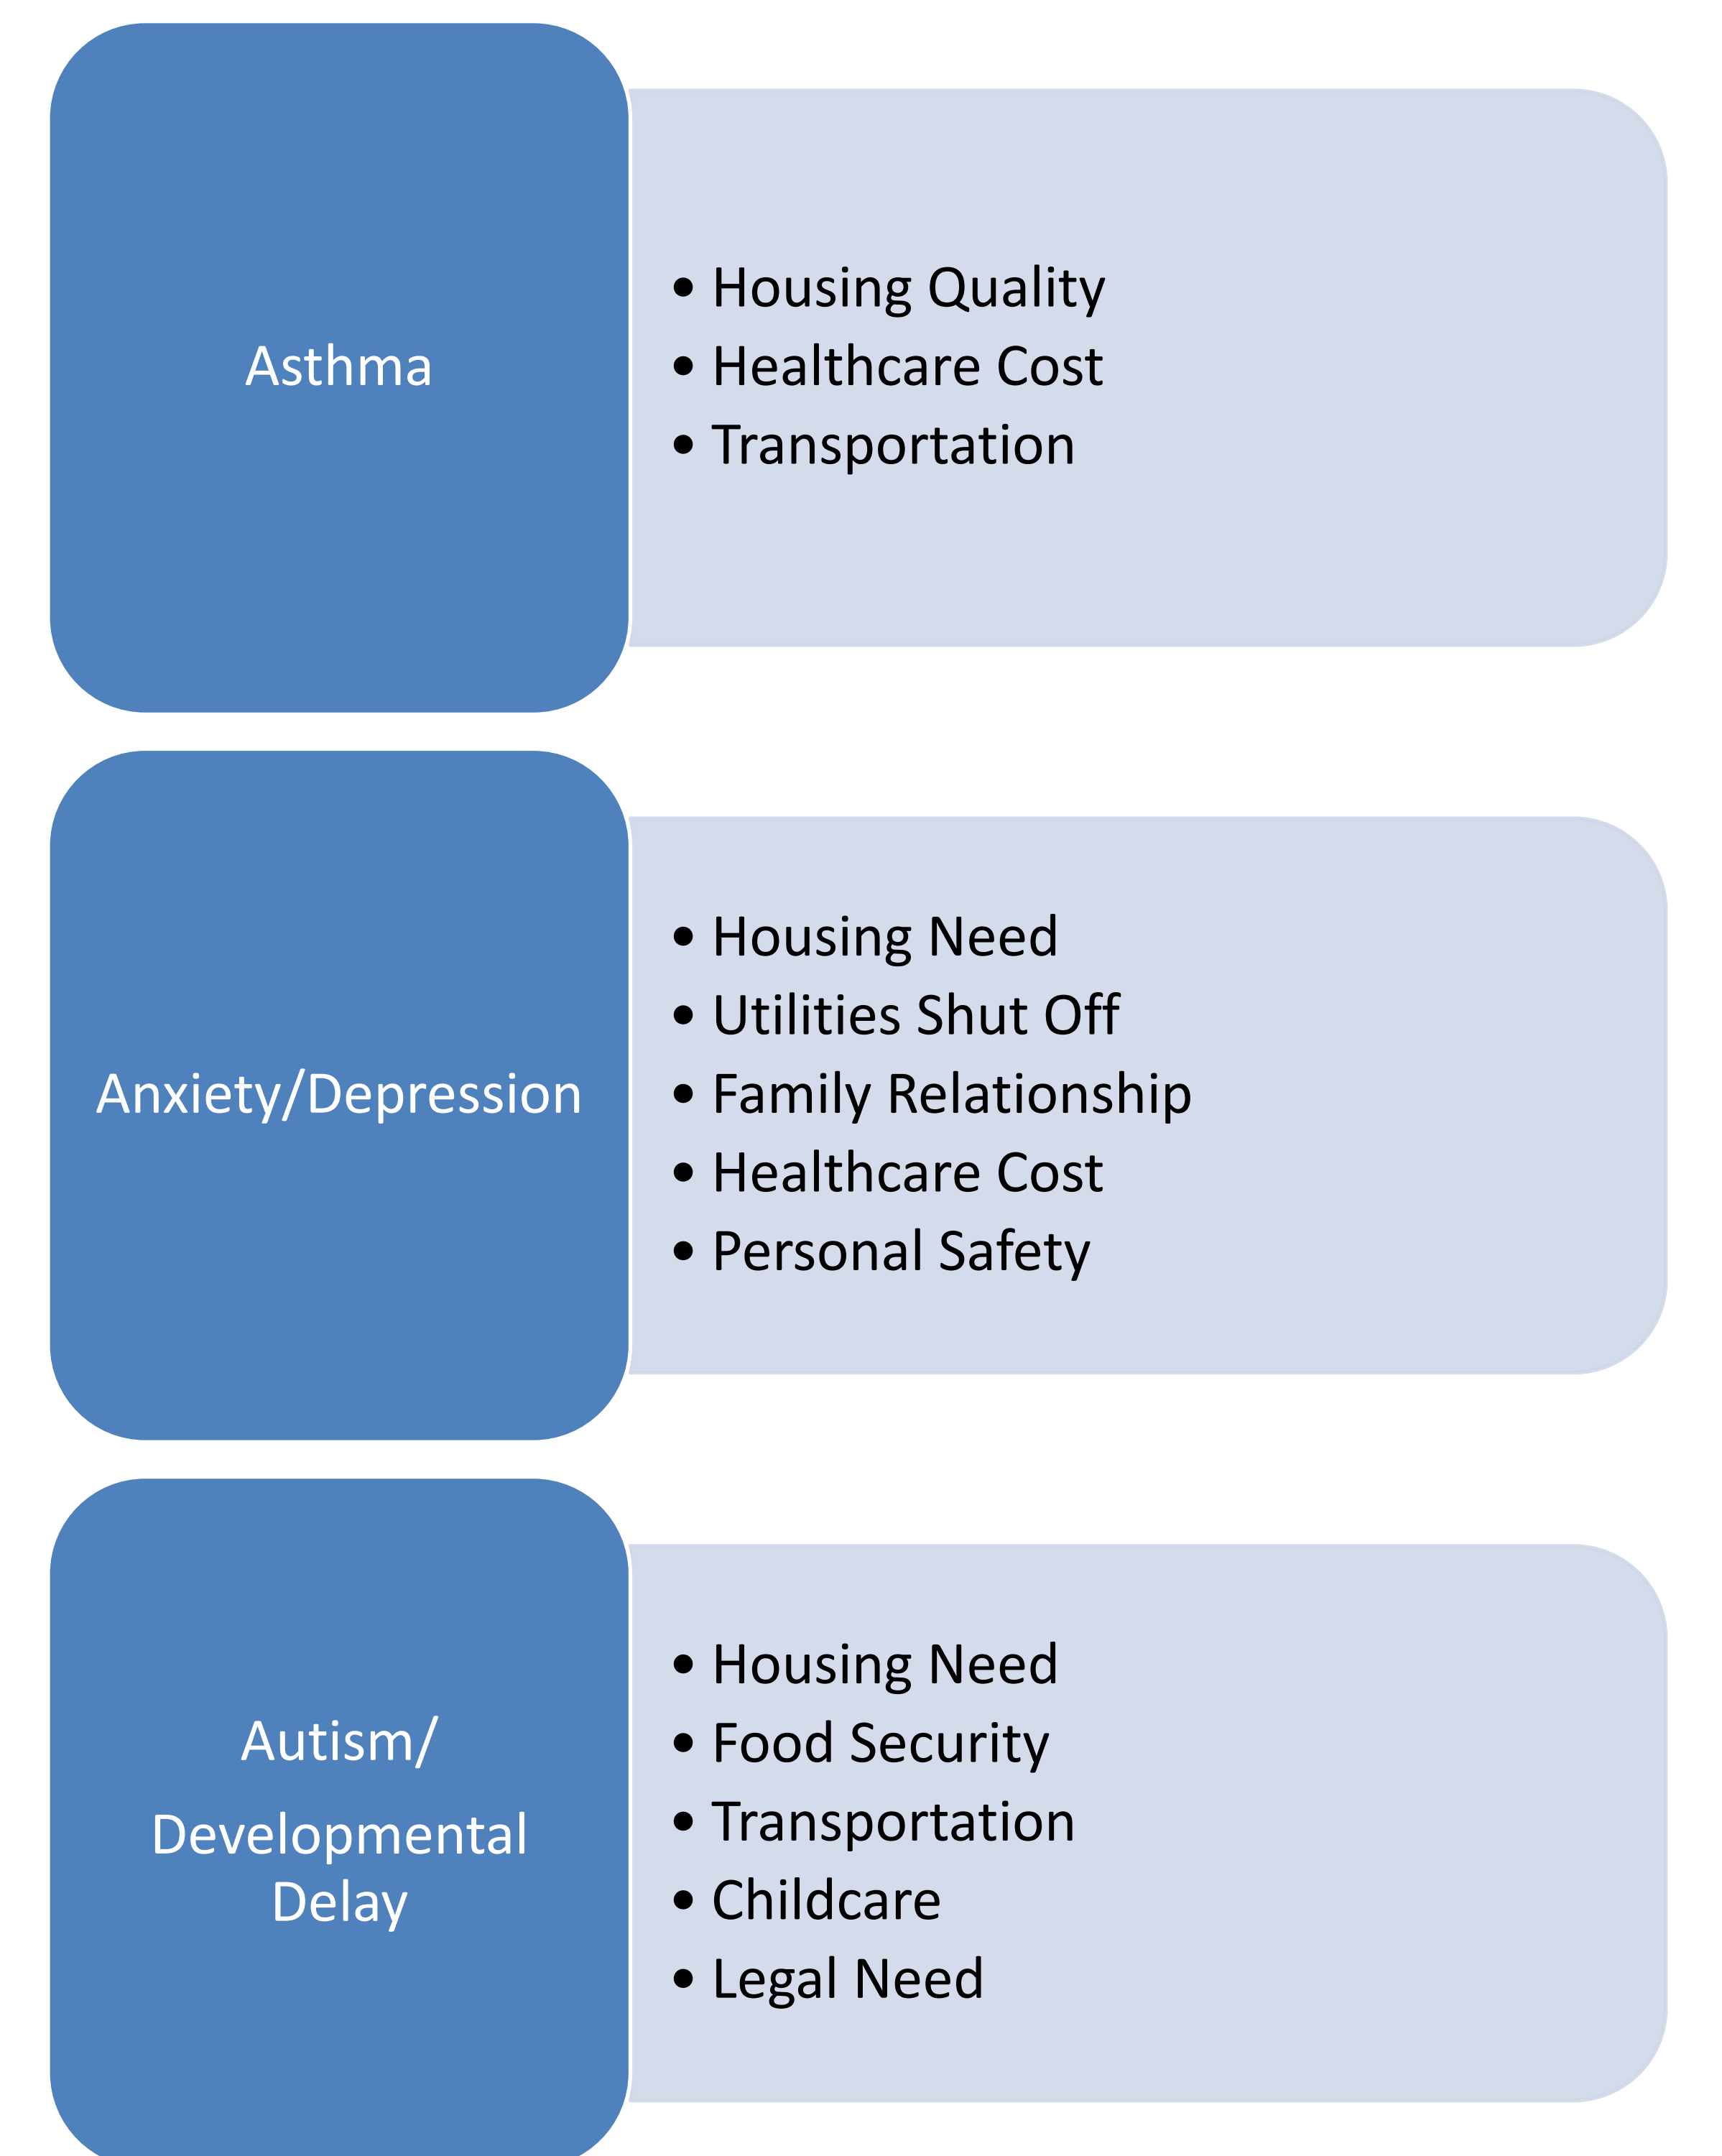 Asthma
• Housing Quality
• Healthcare Cost
• Transportation
Anxiety/Depression
• Housing Need
• Utilities Shut Off
• Family Relationship
• Healthcare Cost
• Personal Safety
Autism/
Developmental
Delay
• Housing Need
• Food Security
• Transportation
• Childcare
• Legal Need